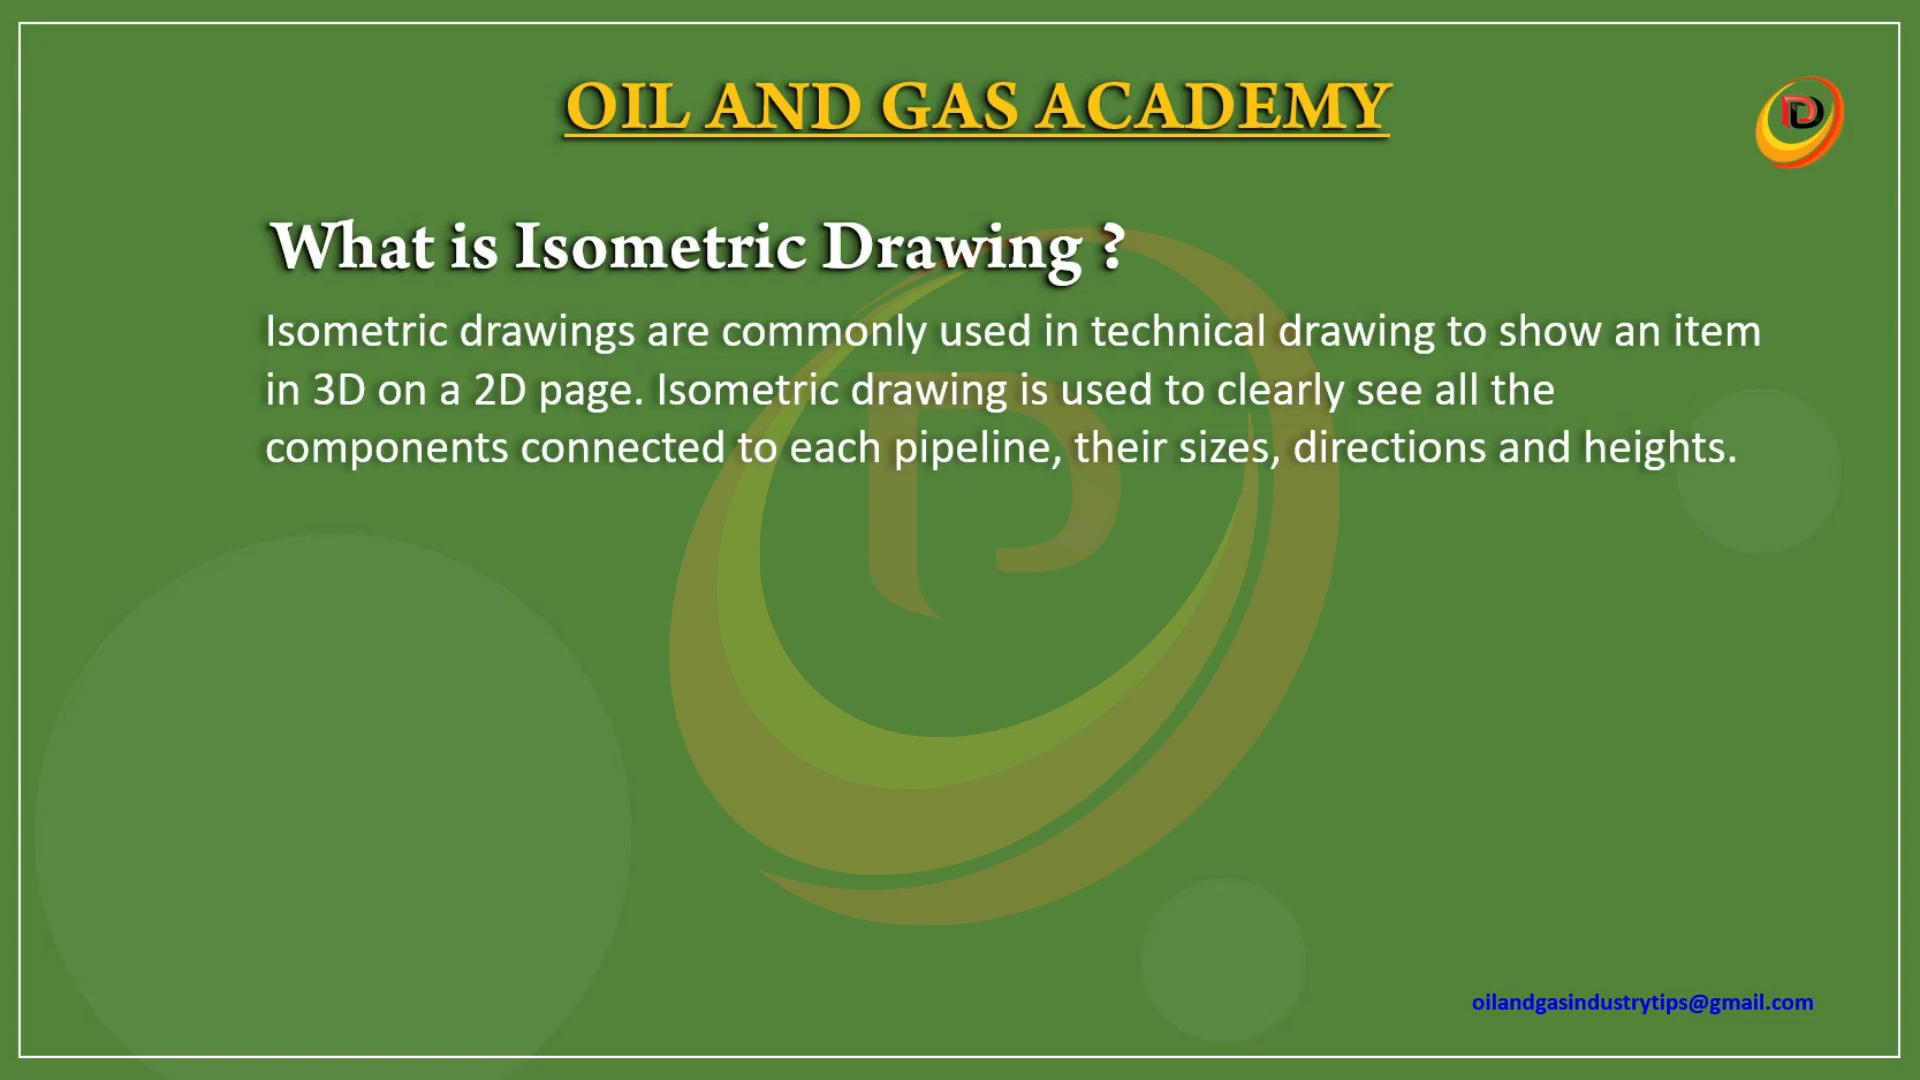 OIL AND GAS ACADEMY
What is Isometric Drawing ?
Isometric drawings are commonly used in technical drawing to show an item
in 3D on a 2D page. Isometric drawing is used to clearly see all the
components connected to each pipeline, their sizes, directions and heights.
oilandgasindustrytips@gmail.com